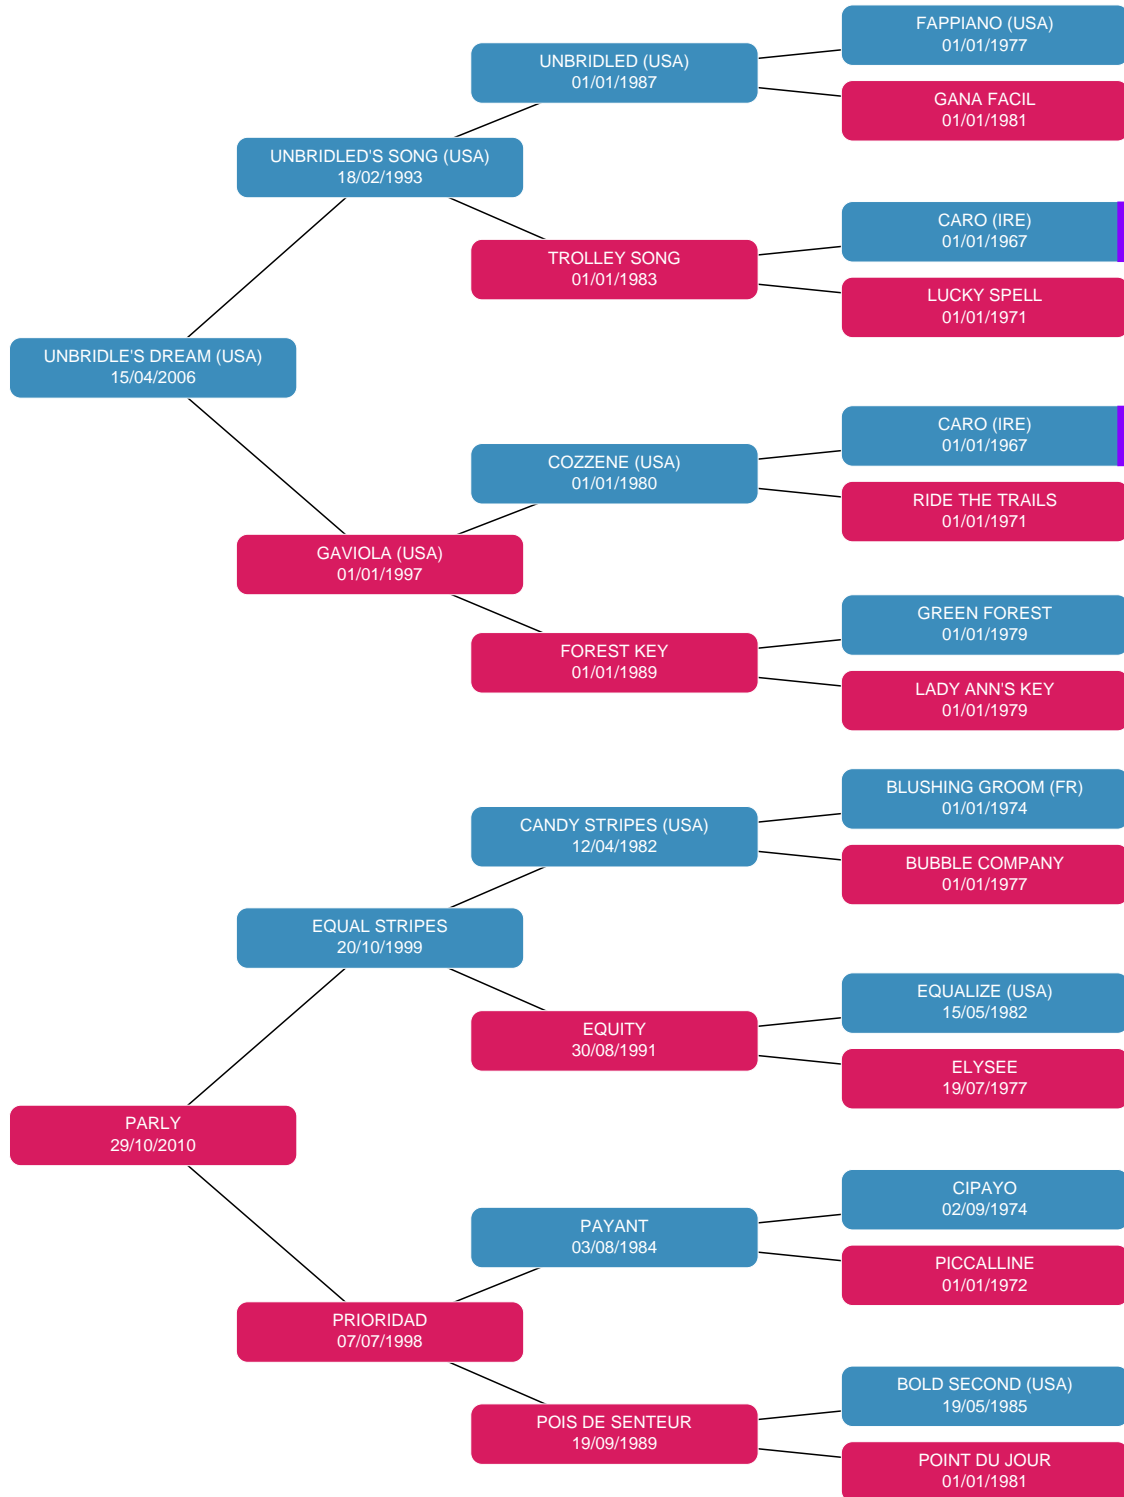 FAPPIANO (USA)
01/01/1977
UNBRIDLED (USA)
01/01/1987
GANA FACIL
01/01/1981
UNBRIDLED'S SONG (USA)
18/02/1993
CARO (IRE)
01/01/1967
TROLLEY SONG
01/01/1983
LUCKY SPELL
01/01/1971
UNBRIDLE'S DREAM (USA)
15/04/2006
CARO (IRE)
01/01/1967
COZZENE (USA)
01/01/1980
RIDE THE TRAILS
01/01/1971
GAVIOLA (USA)
01/01/1997
GREEN FOREST
01/01/1979
FOREST KEY
01/01/1989
LADY ANN'S KEY
01/01/1979
BLUSHING GROOM (FR)
01/01/1974
CANDY STRIPES (USA)
12/04/1982
BUBBLE COMPANY
01/01/1977
EQUAL STRIPES
20/10/1999
EQUALIZE (USA)
15/05/1982
EQUITY
30/08/1991
ELYSEE
19/07/1977
PARLY
29/10/2010
CIPAYO
02/09/1974
PAYANT
03/08/1984
PICCALLINE
01/01/1972
PRIORIDAD
07/07/1998
BOLD SECOND (USA)
19/05/1985
POIS DE SENTEUR
19/09/1989
POINT DU JOUR
01/01/1981